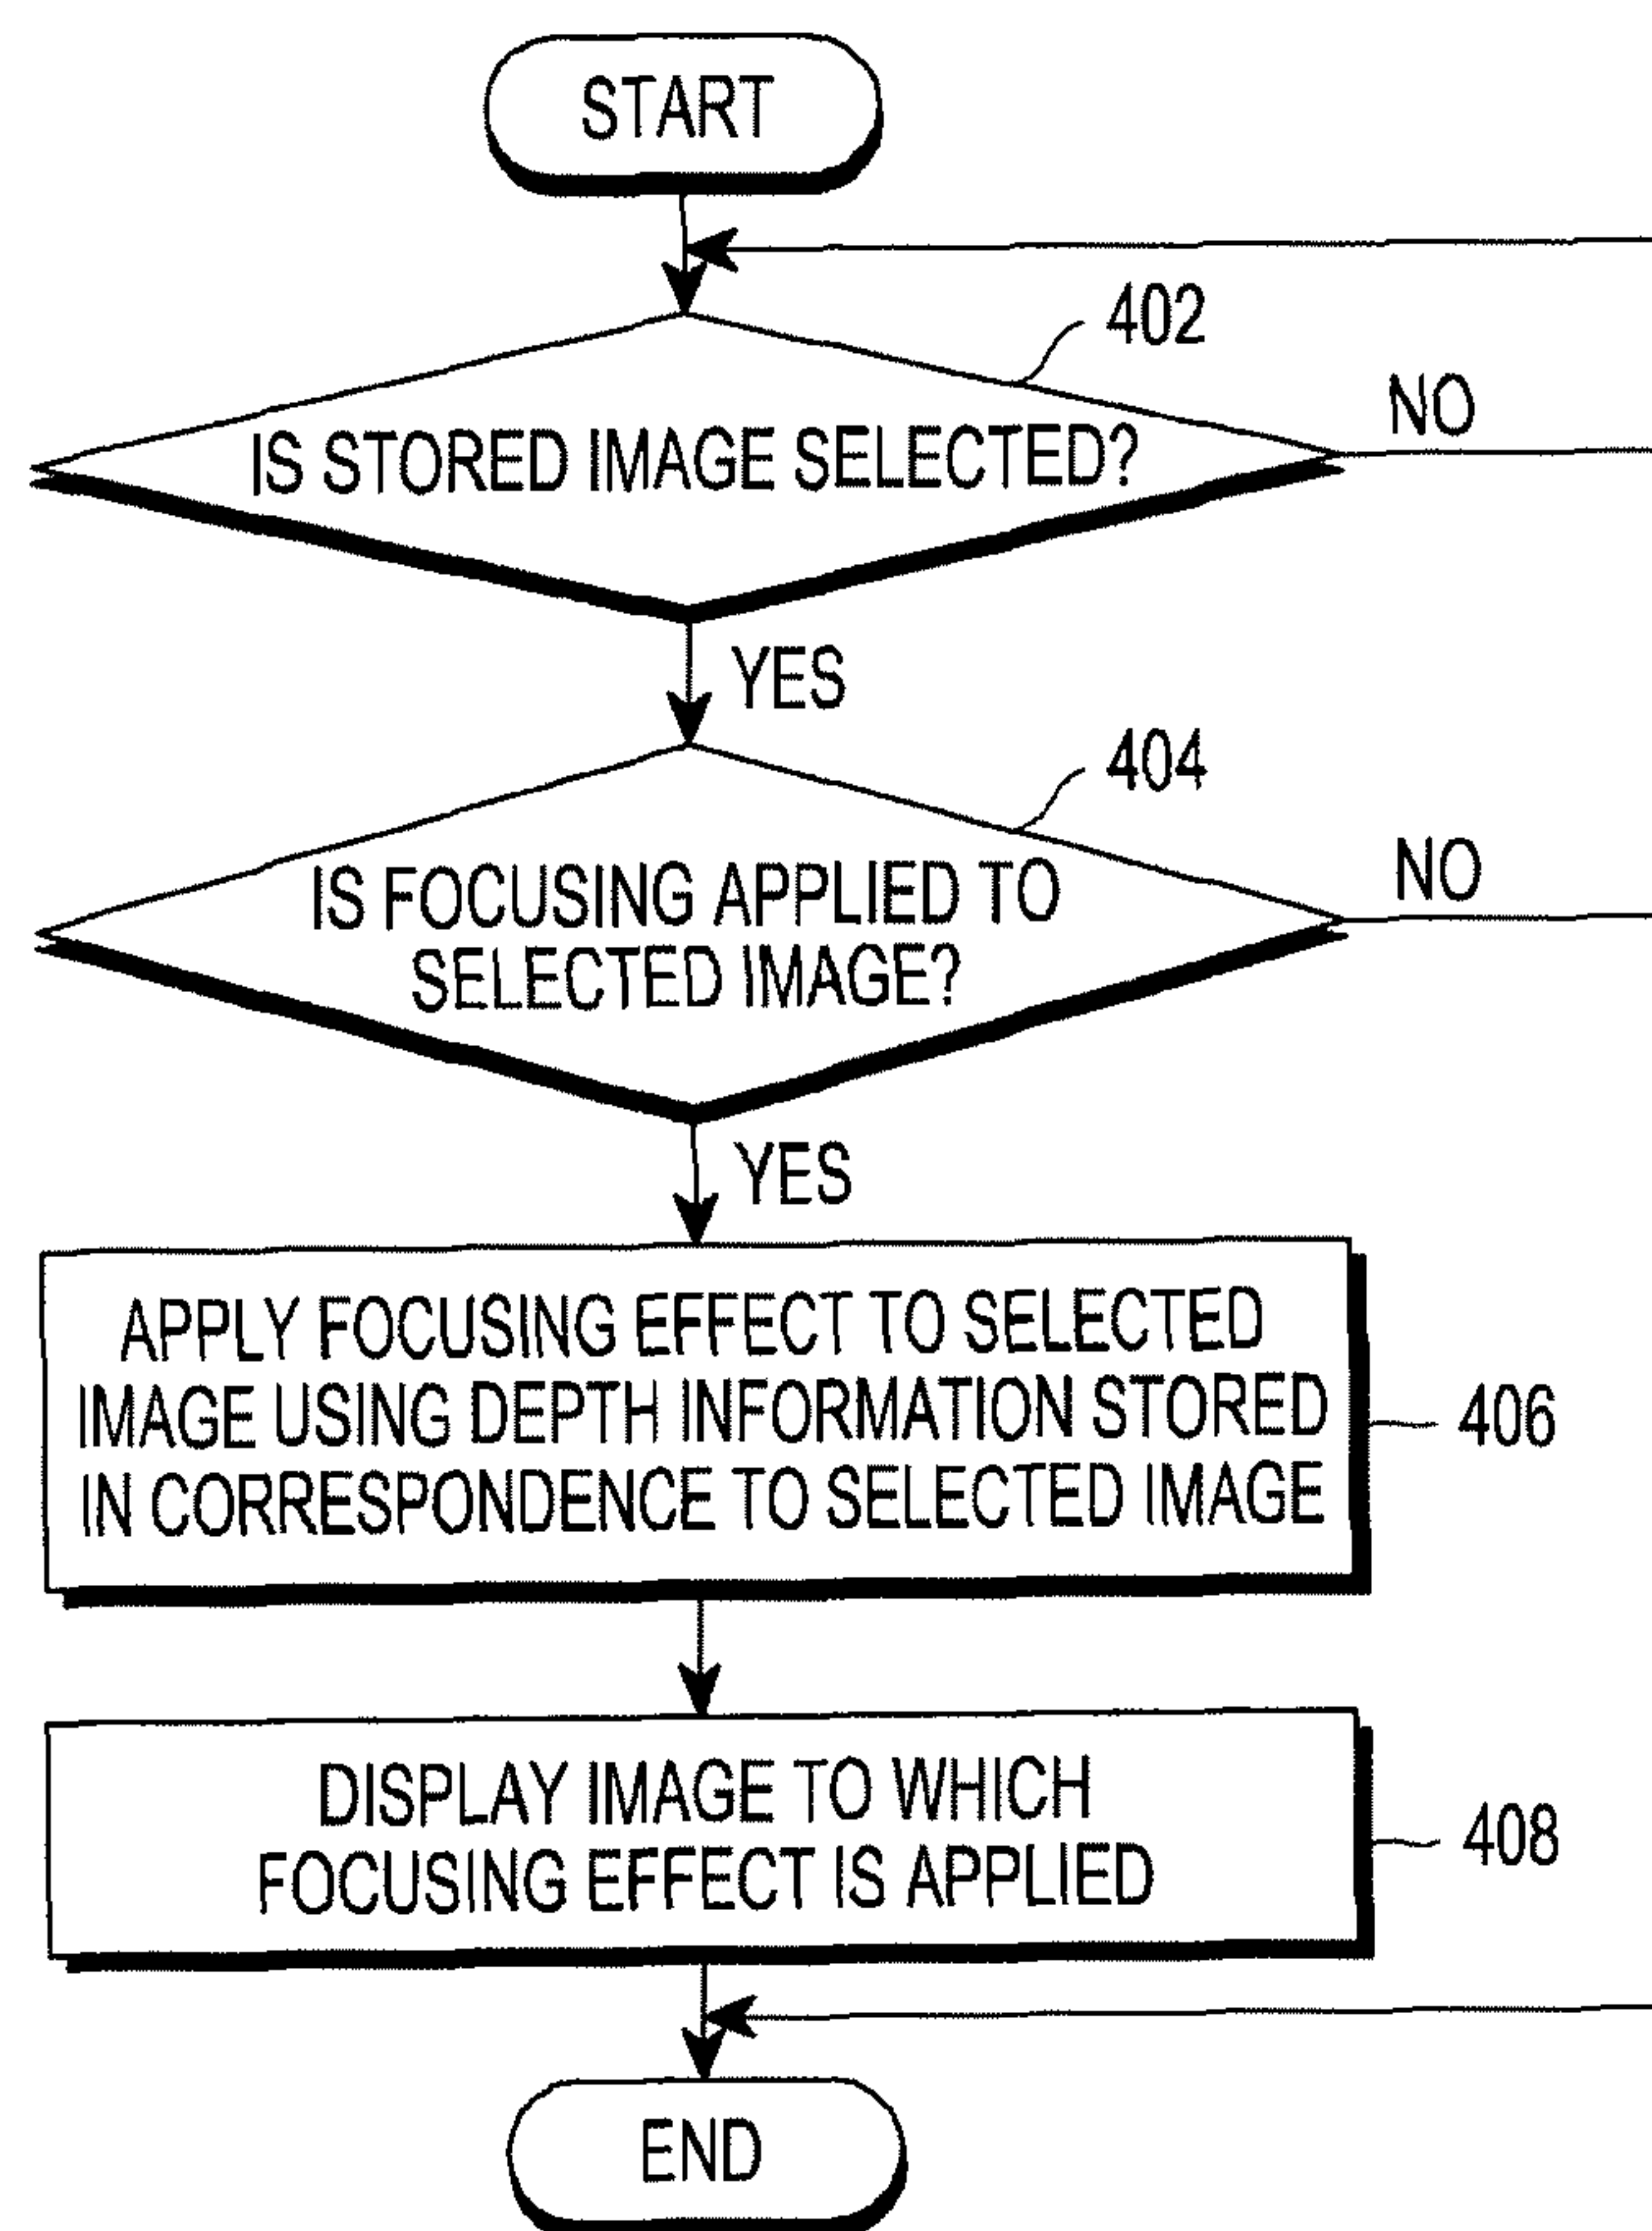 START
402
IS STORED IMAGE SELECTED?
NO
YES
404
IS FOCUSING APPLIED TO
SELECTED IMAGE?
NO
YES
APPLY FOCUSING EFFECT TO SELECTED
IMAGE USING DEPTH INFORMATION STORED
IN CORRESPONDENCE TO SELECTED IMAGE
406
DISPLAY IMAGE TO WHICH
FOCUSING EFFECT IS APPLIED
408
END